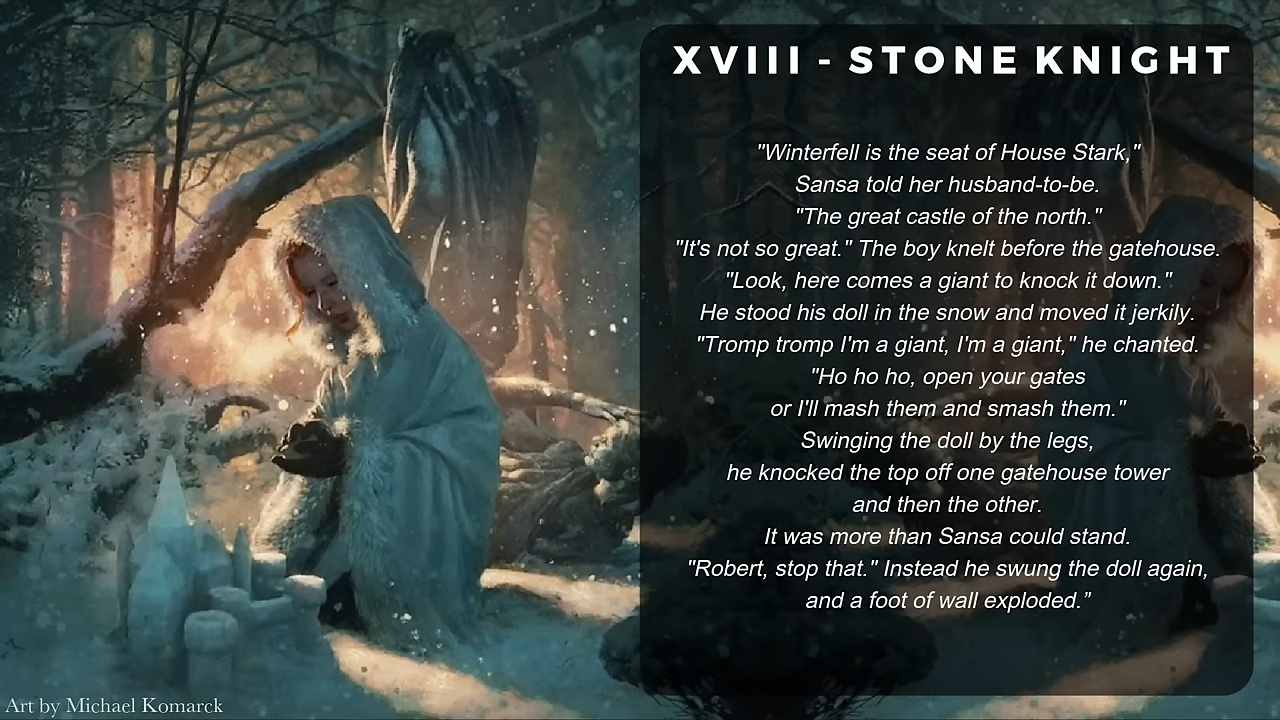 XVIII - STONE KNIGHT
"Winterfell is the seat of House Stark,"
Sansa told her husband-to-be.
"The great castle of the north."
"It's not so great." The boy knelt before the gatehouse.
"Look, here comes a giant to knock it down."
He stood his doll in the snow and moved it jerkily.
"Tromp tromp I'm a giant, I'm a giant," he chanted.
"Ho ho ho, open your gates
or I'll mash them and smash them."
Swinging the doll by the legs,
he knocked the top off one gatehouse tower
and then the other.
It was more than Sansa could stand.
"Robert, stop that." Instead he swung the doll again,
and a foot of wall exploded.”
Art by Michael Komarck